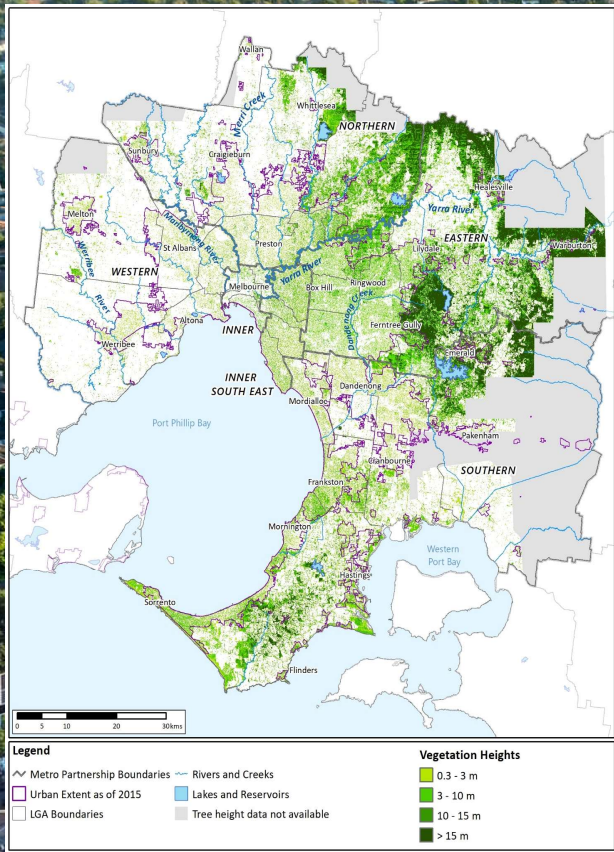 Wallan
Whittlesea
NORTHERN
Merri Creek
Sunbury
Craigieburn
Healesville
Yarra River
Melton
Maribyrnong River
EASTERN
Lilydale
Warburton
St Albans
Preston
Werribee River
WESTERN
Yarra River
Melbourne
Box Hill
Ringwood
Dandenong Creek
Altona
Ferntree Gully
Werribee
INNER
Emerald
INNER
SOUTH EAST
Dandenong
Mordialloc
Port Phillip Bay
Pakenham
Cranbourne
SOUTHERN
Frankston
Mornington
Western
Port Bay
Hastings
Sorrento
Flinders
0 5 10 20 30kms
Legend
Metro Partnership Boundaries
Urban Extent as of 2015
LGA Boundaries
Rivers and Creeks
Lakes and Reservoirs
Tree height data not available
Vegetation Heights
0.3 - 3 m
3 - 10 m
10 - 15 m
> 15 m